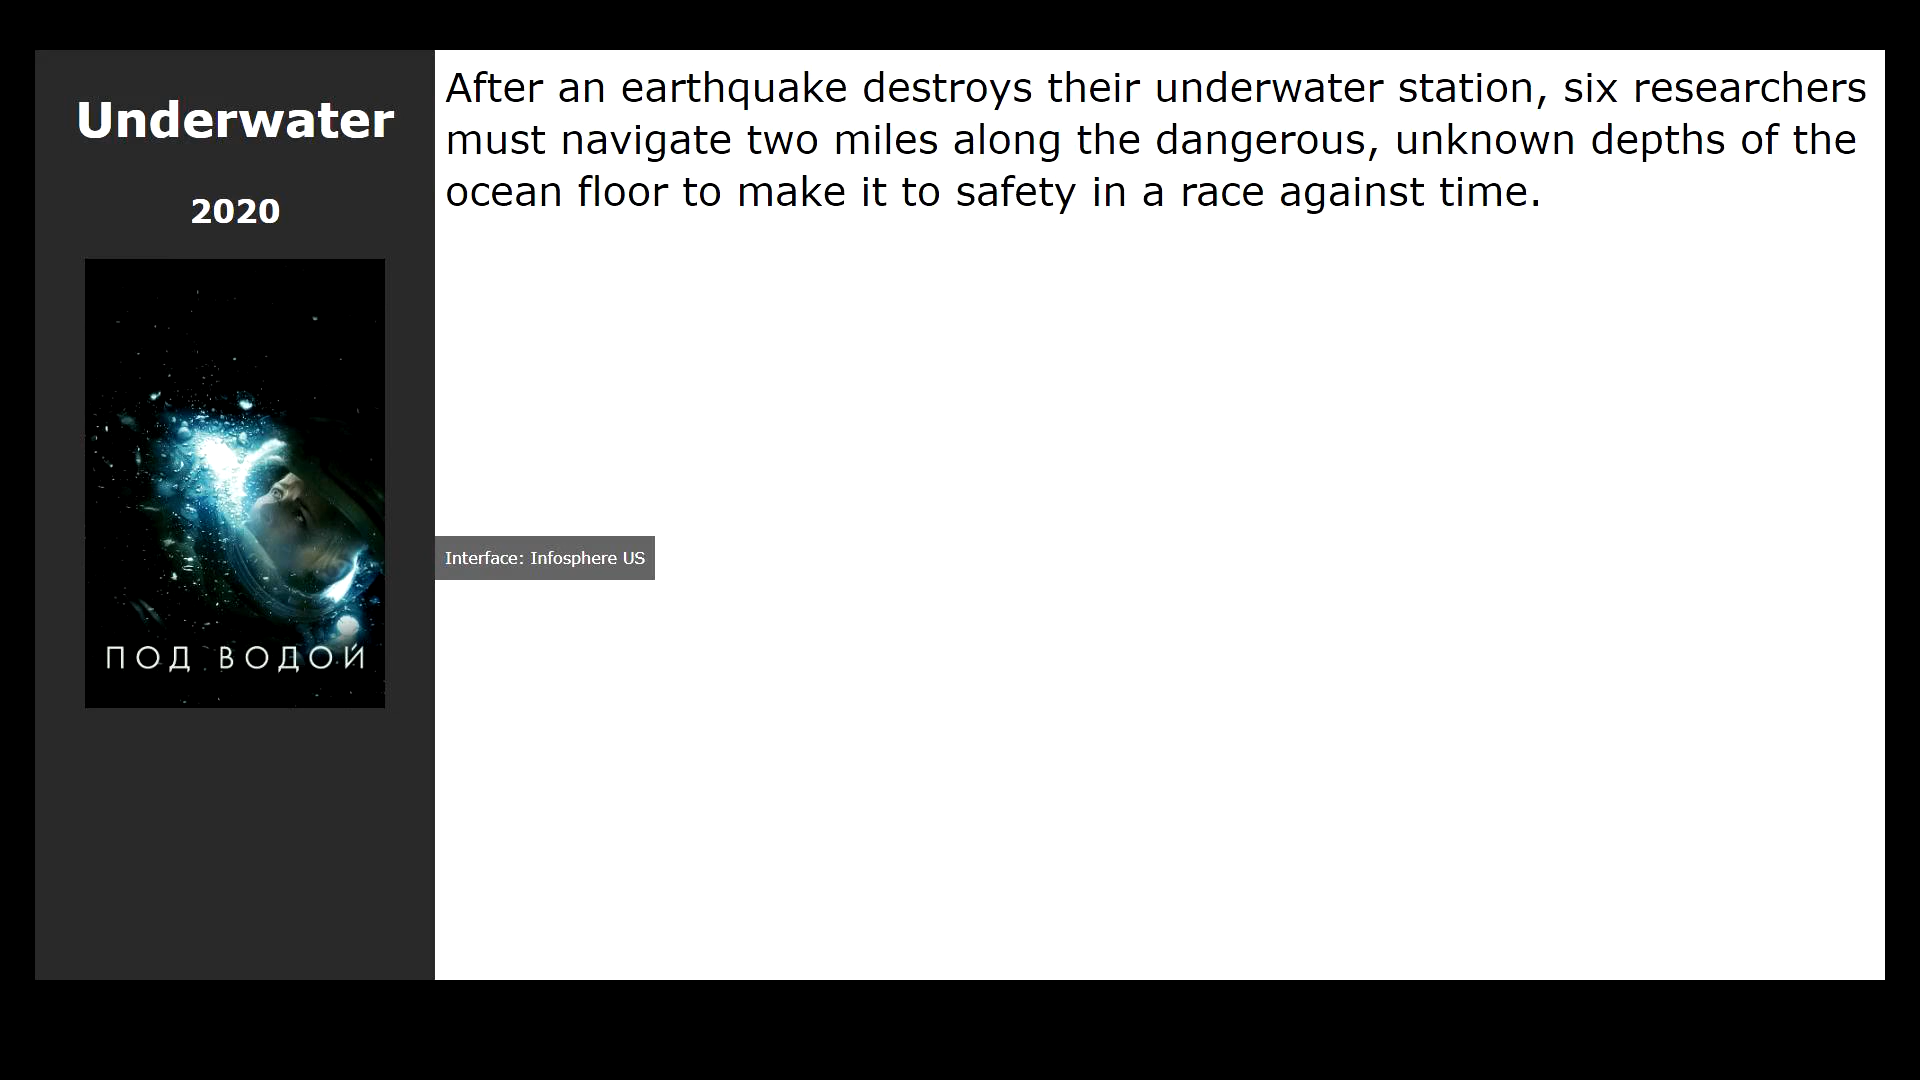 Underwater
2020
ПОД ВОДОЙ
After an earthquake destroys their underwater station, six researchers
must navigate two miles along the dangerous, unknown depths of the
ocean floor to make it to safety in a race against time.
Interface: Infosphere US